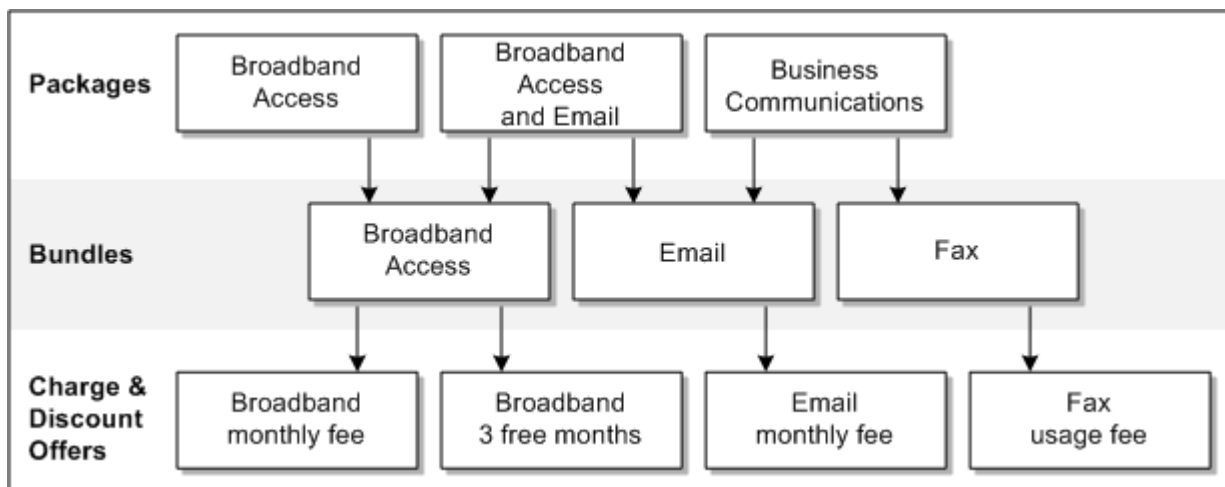 Packages
Broadband
Access
Broadband
Access
and Email
Business
Communications
Bundles
Broadband
Access
Email
Fax
Charge &
Discount
Offers
Broadband
monthly fee
Broadband
3 free months
Email
monthly fee
Fax
usage fee